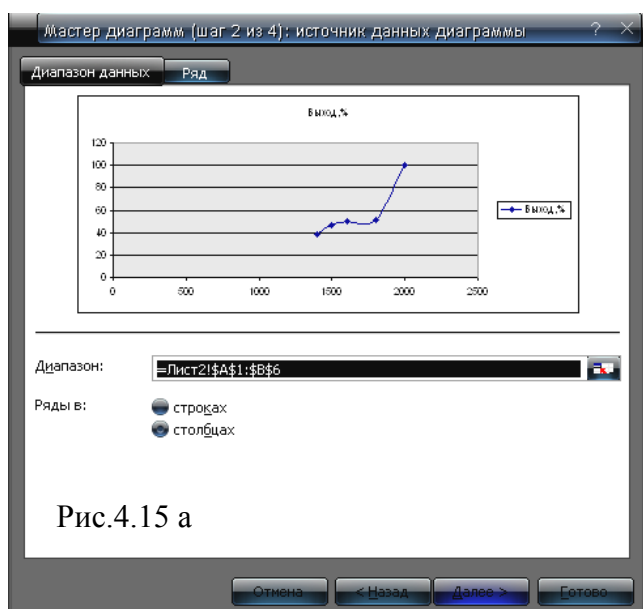 Мастер диаграмм (шаг 2 из 4): источник данных диаграммы ? ×
Диапазон данных Ряд
Выход,%
120
100
80
60
40
20
0
0 500 1000 1500 2000 2500
Выход,%
Диапазон: =Лист2!$A$1:$B$6
Ряды в: строках
столбцах
Рис.4.15 а
Отмена < Назад Далее > Готово